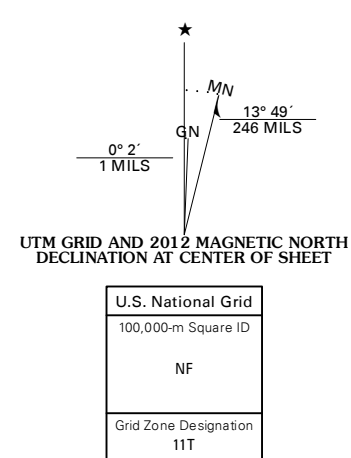 ★
MN
GN
13° 49´
246 MILS
0° 2´
1 MILS
UTM GRID AND 2012 MAGNETIC NORTH
DECLINATION AT CENTER OF SHEET
U.S. National Grid
100,000-m Square ID
NF
Grid Zone Designation
11T